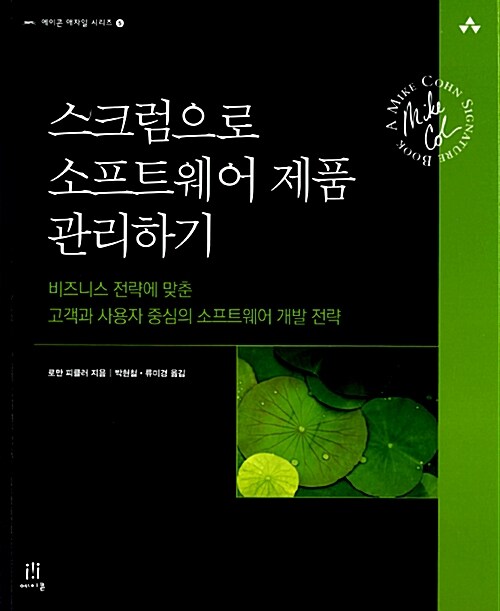 에이콘 애자일 시리즈 5
A MIKE COHN SIGNATURE BOOK
Mike Cohn
스크럼으로
소프트웨어 제품
관리하기
비즈니스 전략에 맞춘
고객과 사용자 중심의 소프트웨어 개발 전략
로만 피클러 지음 | 박현철 · 류미경 옮김
에이콘